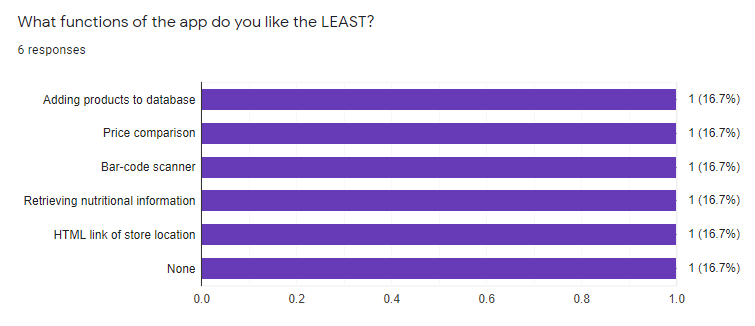 What functions of the app do you like the LEAST?
6 responses
Adding products to database 1 (16.7%)
Price comparison 1 (16.7%)
Bar-code scanner 1 (16.7%)
Retrieving nutritional information 1 (16.7%)
HTML link of store location 1 (16.7%)
None 1 (16.7%)
0.0 0.2 0.4 0.6 0.8 1.0